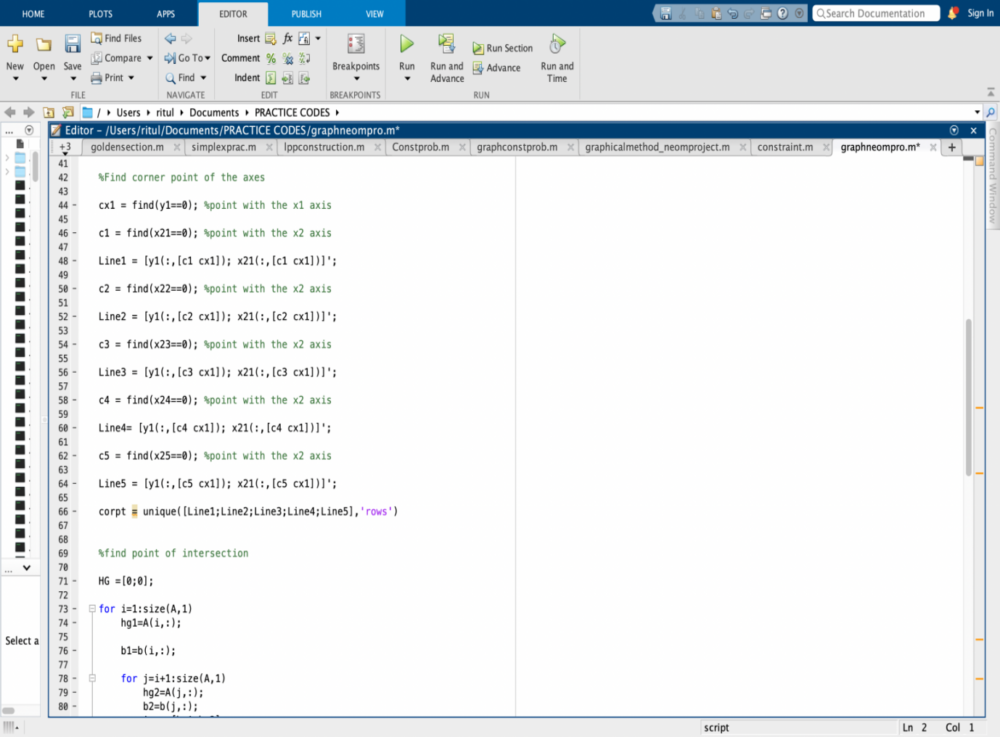 HOME PLOTS APPS EDITOR PUBLISH VIEW Search Documentation Sign In
New Open Save Find Files Compare Print
FILE
Go To Find
NAVIGATE
Insert fx
Comment
Indent
EDIT
Breakpoints
BREAKPOINTS
Run Run and Advance Run Section Advance Run and Time
RUN
/ Users ritul Documents PRACTICE CODES
Editor - /Users/ritul/Documents/PRACTICE CODES/graphneompro.m*
+3 goldensection.m simplexprac.m lppconstruction.m Constprob.m graphconstprob.m graphicalmethod_neomproject.m constraint.m graphneompro.m* +
Command Window
41
42 %Find corner point of the axes
43
44 - cx1 = find(y1==0); %point with the x1 axis
45
46 - c1 = find(x21==0); %point with the x2 axis
47
48 - Line1 = [y1(:,[c1 cx1]); x21(:,[c1 cx1])]';
49
50 - c2 = find(x22==0); %point with the x2 axis
51
52 - Line2 = [y1(:,[c2 cx1]); x21(:,[c2 cx1])]';
53
54 - c3 = find(x23==0); %point with the x2 axis
55
56 - Line3 = [y1(:,[c3 cx1]); x21(:,[c3 cx1])]';
57
58 - c4 = find(x24==0); %point with the x2 axis
59
60 - Line4= [y1(:,[c4 cx1]); x21(:,[c4 cx1])]';
61
62 - c5 = find(x25==0); %point with the x2 axis
63
64 - Line5 = [y1(:,[c5 cx1]); x21(:,[c5 cx1])]';
65
66 - corpt = unique([Line1;Line2;Line3;Line4;Line5],'rows')
67
68
69 %find point of intersection
70
71 - HG =[0;0];
72
73 - for i=1:size(A,1)
74 - hg1=A(i,:);
75
76 - b1=b(i,:);
77
78 - for j=i+1:size(A,1)
79 - hg2=A(j,:);
80 - b2=b(j,:);
Select a
script Ln 2 Col 1